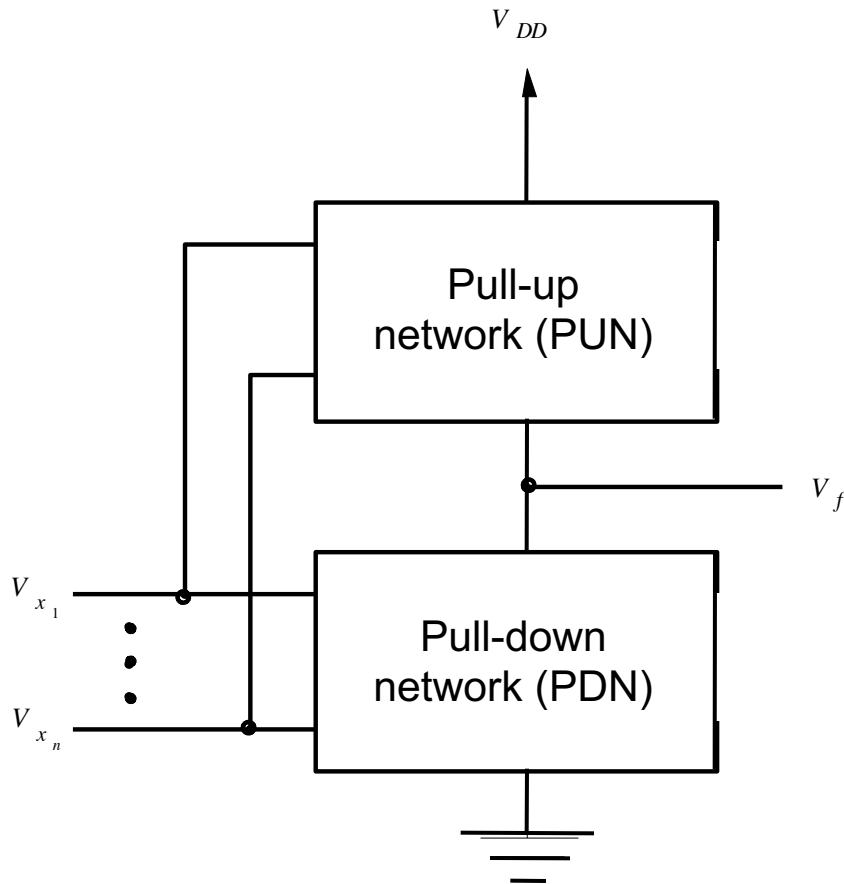 V DD
Pull-up
network (PUN)
V f
V x 1
Pull-down
network (PDN)
V x n